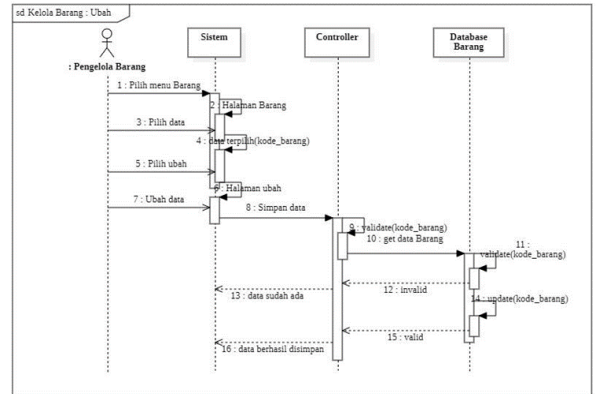 sd Kelola Barang : Ubah
Sistem
Controller
Database
Barang
: Pengelola Barang
1 : Pilih menu Barang
2 : Halaman Barang
3 : Pilih data
4 : data terpilih(kode_barang)
5 : Pilih ubah
6 : Halaman ubah
7 : Ubah data
8 : Simpan data
9 : validate(kode_barang)
10 : get data Barang
11 :
validate(kode_barang)
12 : invalid
13 : data sudah ada
14 : update(kode_barang)
15 : valid
16 : data berhasil disimpan